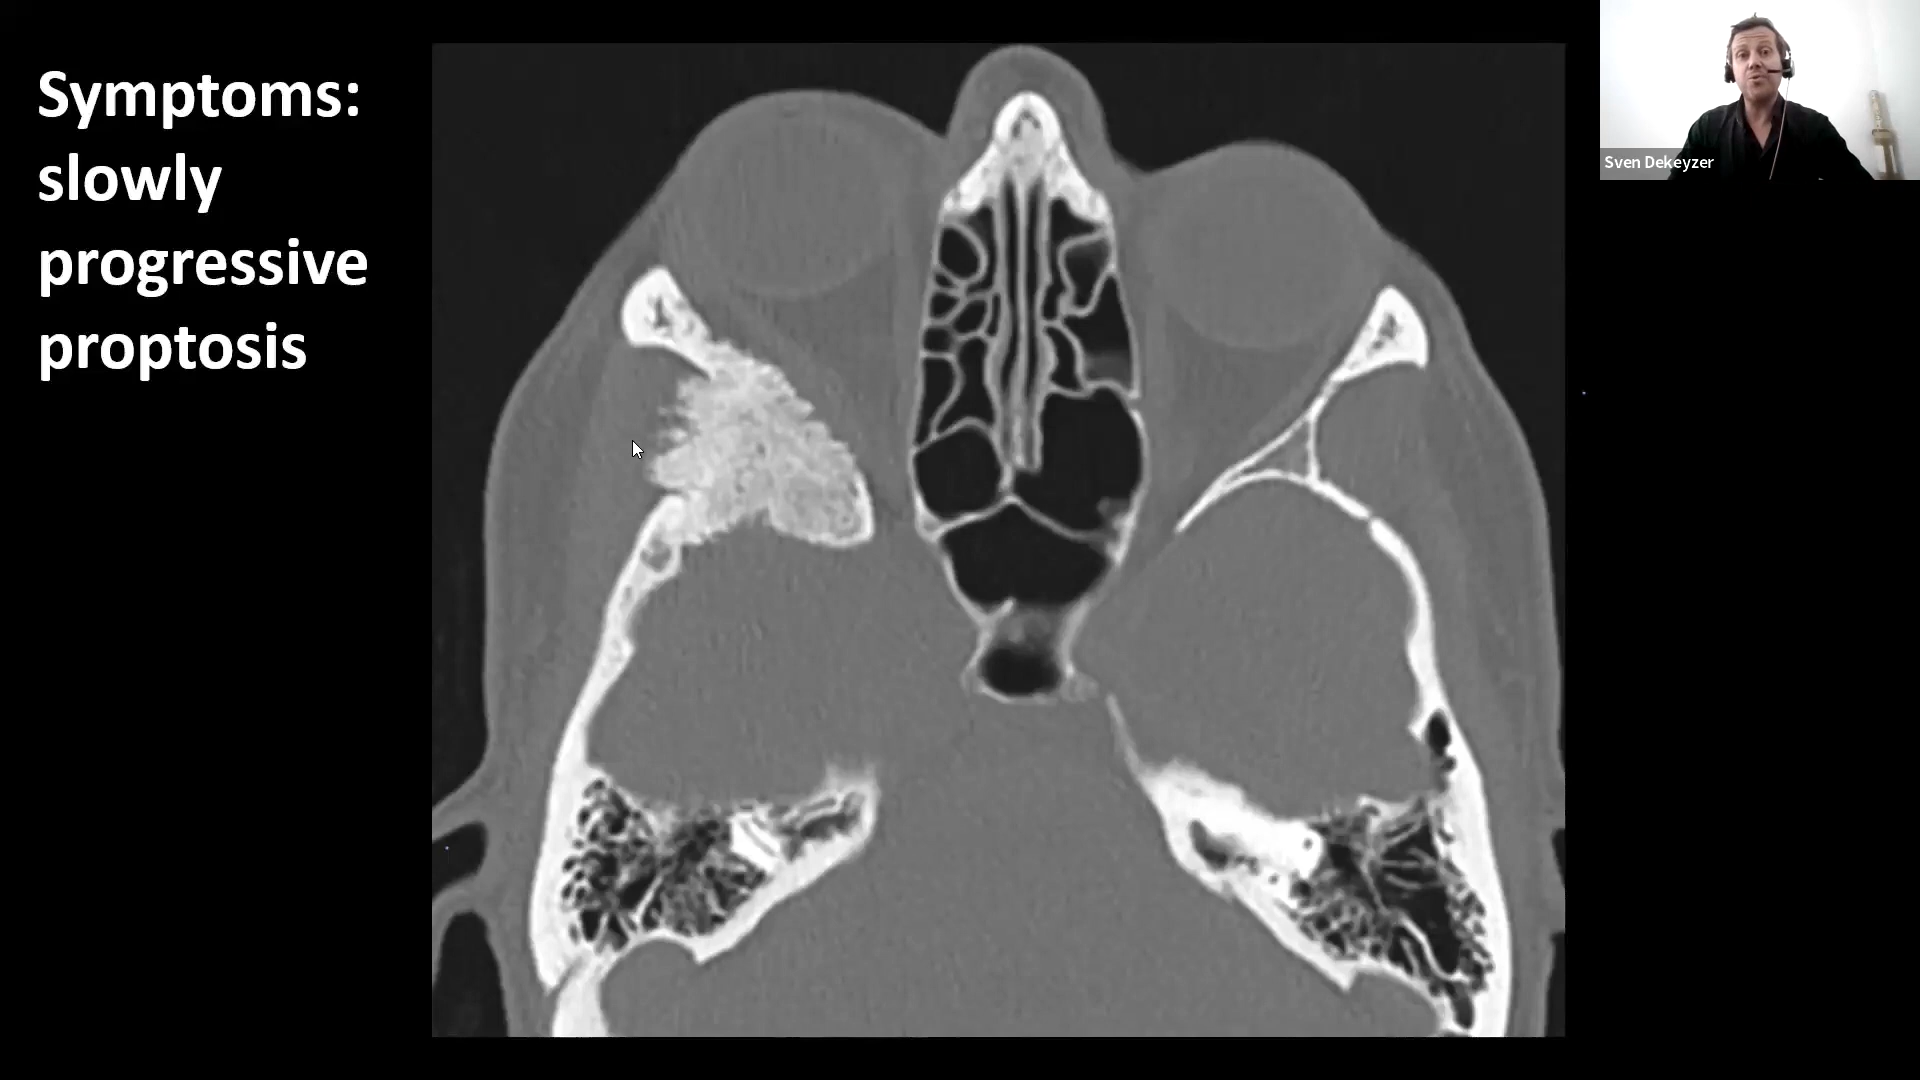 Symptoms:
slowly
progressive
proptosis
Sven Dekeyzer